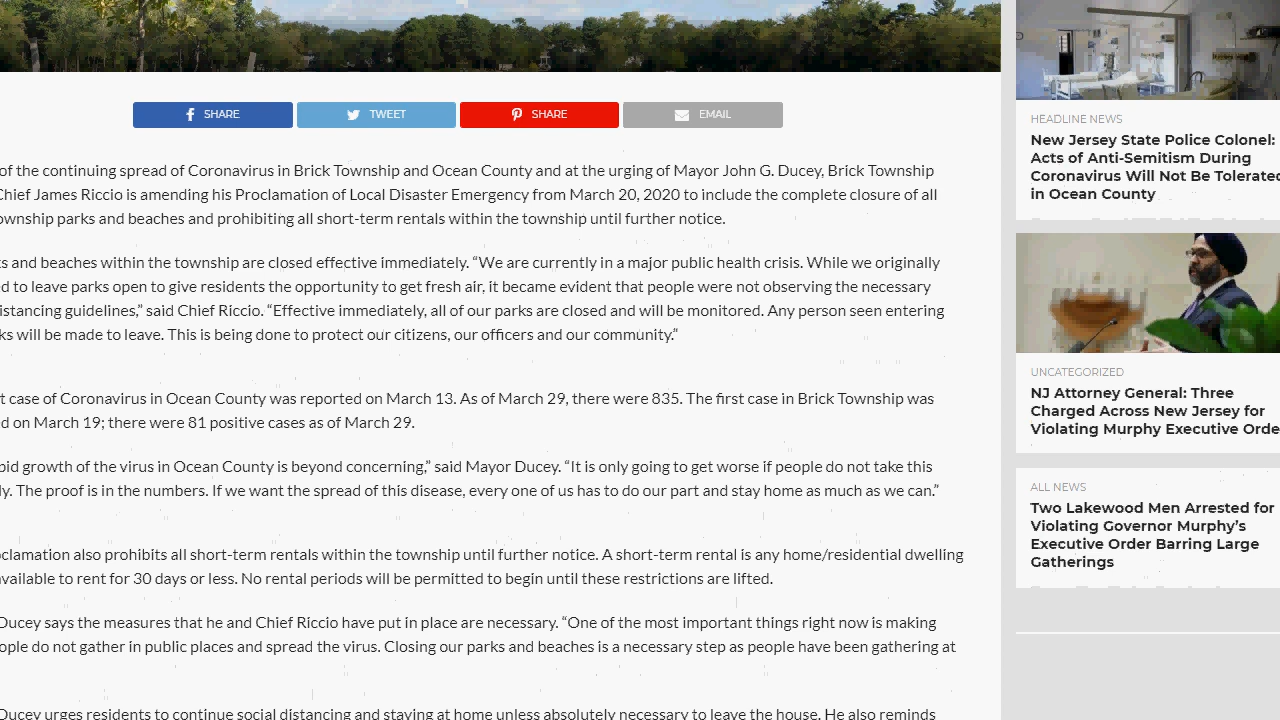 SHARE
TWEET
SHARE
EMAIL
of the continuing spread of Coronavirus in Brick Township and Ocean County and at the urging of Mayor John G. Ducey, Brick Township
Chief James Riccio is amending his Proclamation of Local Disaster Emergency from March 20, 2020 to include the complete closure of all
ownship parks and beaches and prohibiting all short-term rentals within the township until further notice.
s and beaches within the township are closed effective immediately. “We are currently in a major public health crisis. While we originally
d to leave parks open to give residents the opportunity to get fresh air, it became evident that people were not observing the necessary
istancing guidelines,” said Chief Riccio. “Effective immediately, all of our parks are closed and will be monitored. Any person seen entering
ks will be made to leave. This is being done to protect our citizens, our officers and our community.”
t case of Coronavirus in Ocean County was reported on March 13. As of March 29, there were 835. The first case in Brick Township was
d on March 19; there were 81 positive cases as of March 29.
pid growth of the virus in Ocean County is beyond concerning,” said Mayor Ducey. “It is only going to get worse if people do not take this
ly. The proof is in the numbers. If we want the spread of this disease, every one of us has to do our part and stay home as much as we can.”
clamation also prohibits all short-term rentals within the township until further notice. A short-term rental is any home/residential dwelling
vailable to rent for 30 days or less. No rental periods will be permitted to begin until these restrictions are lifted.
Ducey says the measures that he and Chief Riccio have put in place are necessary. “One of the most important things right now is making
ople do not gather in public places and spread the virus. Closing our parks and beaches is a necessary step as people have been gathering at
Ducey urges residents to continue social distancing and staying at home unless absolutely necessary to leave the house. He also reminds
HEADLINE NEWS
New Jersey State Police Colonel:
Acts of Anti-Semitism During
Coronavirus Will Not Be Tolerated
in Ocean County
UNCATEGORIZED
NJ Attorney General: Three
Charged Across New Jersey for
Violating Murphy Executive Orde
ALL NEWS
Two Lakewood Men Arrested for
Violating Governor Murphy’s
Executive Order Barring Large
Gatherings